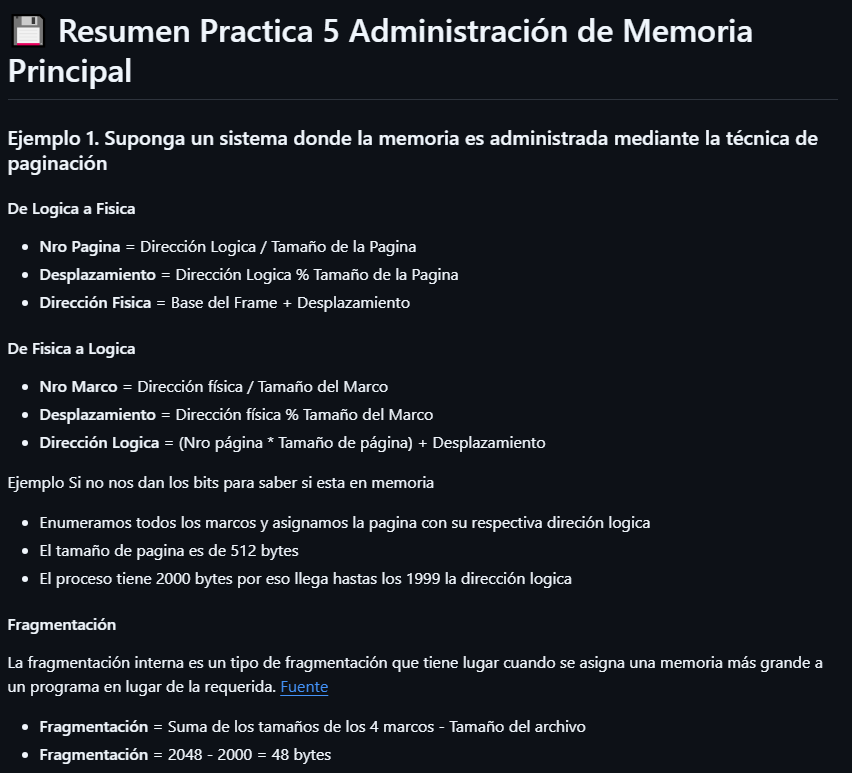 Resumen Practica 5 Administración de Memoria
Principal
Ejemplo 1. Suponga un sistema donde la memoria es administrada mediante la técnica de
paginación
De Logica a Fisica
Nro Pagina = Dirección Logica / Tamaño de la Pagina
Desplazamiento = Dirección Logica % Tamaño de la Pagina
Dirección Fisica = Base del Frame + Desplazamiento
De Fisica a Logica
Nro Marco = Dirección física / Tamaño del Marco
Desplazamiento = Dirección física % Tamaño del Marco
Dirección Logica = (Nro página * Tamaño de página) + Desplazamiento
Ejemplo Si no nos dan los bits para saber si esta en memoria
Enumeramos todos los marcos y asignamos la pagina con su respectiva direción logica
El tamaño de pagina es de 512 bytes
El proceso tiene 2000 bytes por eso llega hastas los 1999 la dirección logica
Fragmentación
La fragmentación interna es un tipo de fragmentación que tiene lugar cuando se asigna una memoria más grande a
un programa en lugar de la requerida. Fuente
Fragmentación = Suma de los tamaños de los 4 marcos - Tamaño del archivo
Fragmentación = 2048 - 2000 = 48 bytes